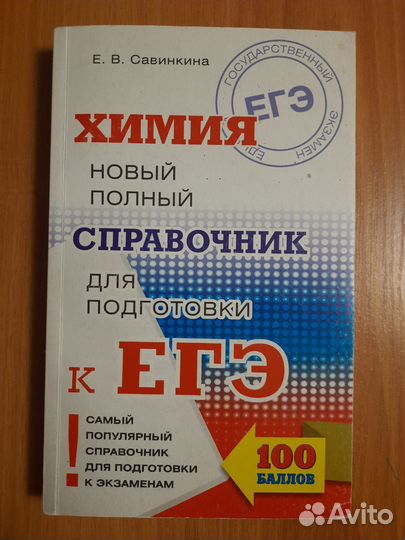 Е. В. Савинкина
ГОСУДАРСТВЕННЫЙ
ЭКЗАМЕН
ЕГЭ
ХИМИЯ
НОВЫЙ
ПОЛНЫЙ
СПРАВОЧНИК
ДЛЯ
ПОДГОТОВКИ
К ЕГЭ
! САМЫЙ
ПОПУЛЯРНЫЙ
СПРАВОЧНИК
ДЛЯ ПОДГОТОВКИ
К ЭКЗАМЕНАМ
100
БАЛЛОВ
Avito